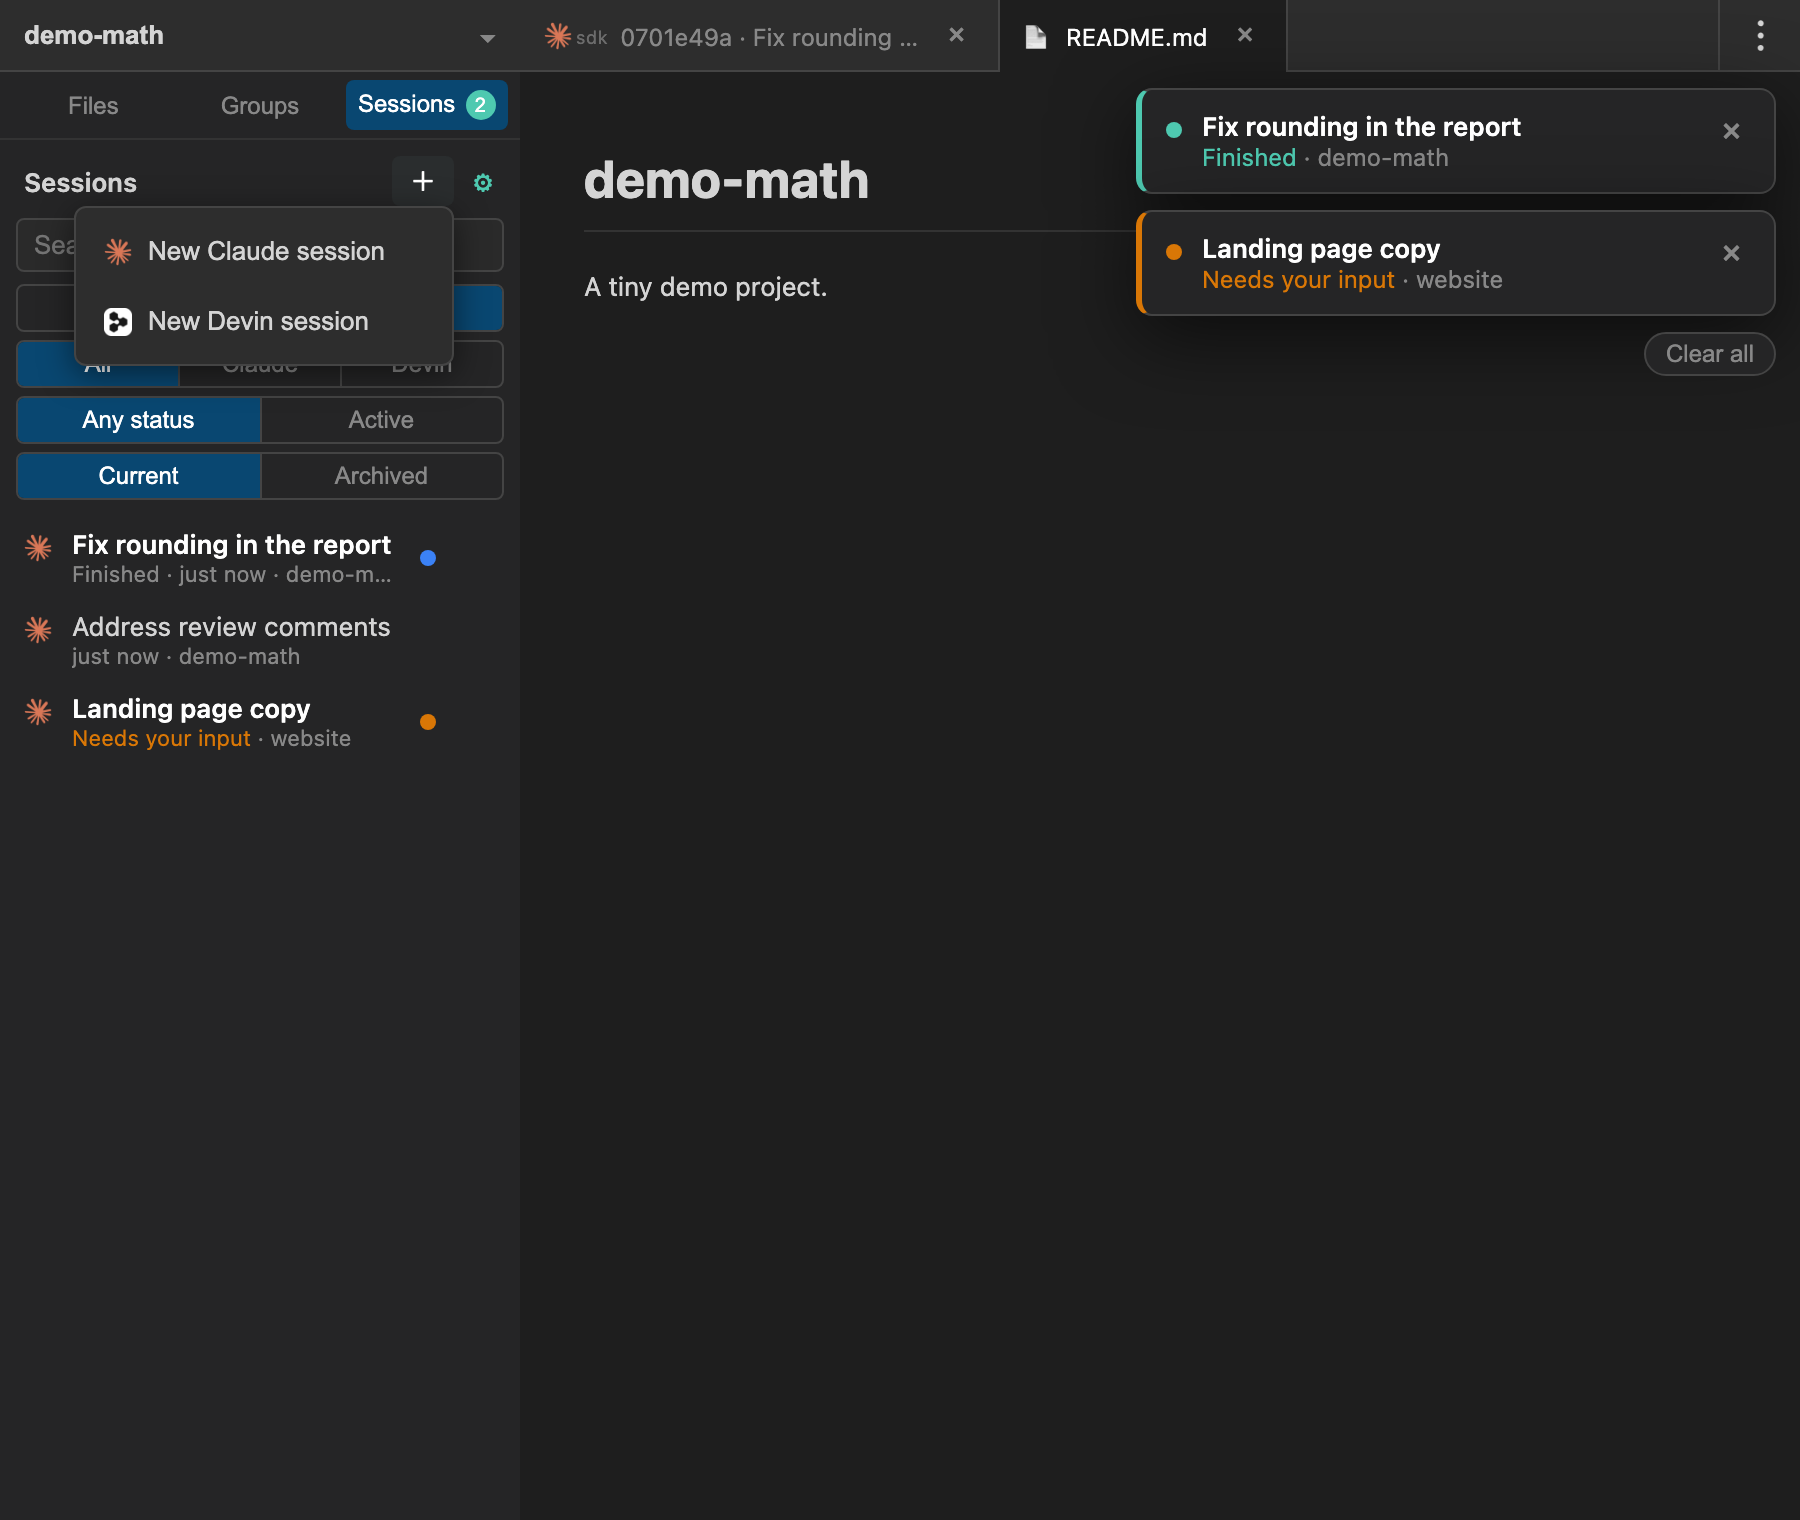 demo-math
sdk 0701e49a · Fix rounding ...
README.md
Files
Groups
Sessions 2
Sessions
New Claude session
New Devin session
All
Claude
Devin
Any status
Active
Current
Archived
Fix rounding in the report
Finished · just now · demo-m...
Address review comments
just now · demo-math
Landing page copy
Needs your input · website
demo-math
A tiny demo project.
Fix rounding in the report
Finished · demo-math
Landing page copy
Needs your input · website
Clear all